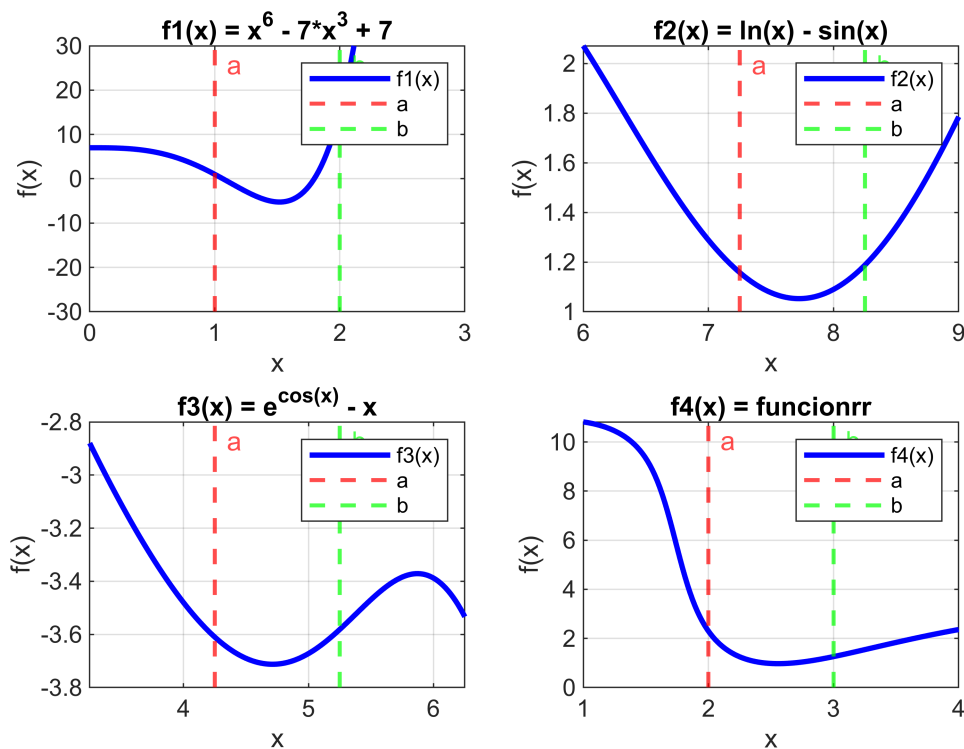 f1(x) = x^6 - 7*x^3 + 7
30
20
10
0
-10
-20
-30
0 1 2 3
x
f(x)
a
f1(x)
a
b
f2(x) = ln(x) - sin(x)
2
1.8
1.6
1.4
1.2
1
6 7 8 9
x
f(x)
a
f2(x)
a
b
f3(x) = e^cos(x) - x
-2.8
-3
-3.2
-3.4
-3.6
-3.8
4 5 6
x
f(x)
a
f3(x)
a
b
f4(x) = funcionrr
10
8
6
4
2
0
1 2 3 4
x
f(x)
a
f4(x)
a
b